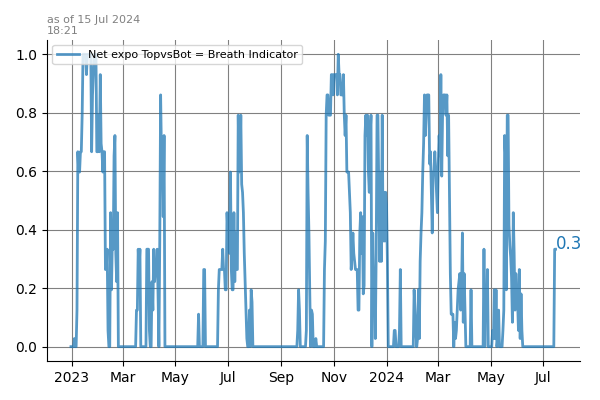 as of 15 Jul 2024
18:21
Net expo TopvsBot = Breath Indicator
1.0
0.8
0.6
0.4
0.3
0.2
0.0
2023 Mar May Jul Sep Nov 2024 Mar May Jul